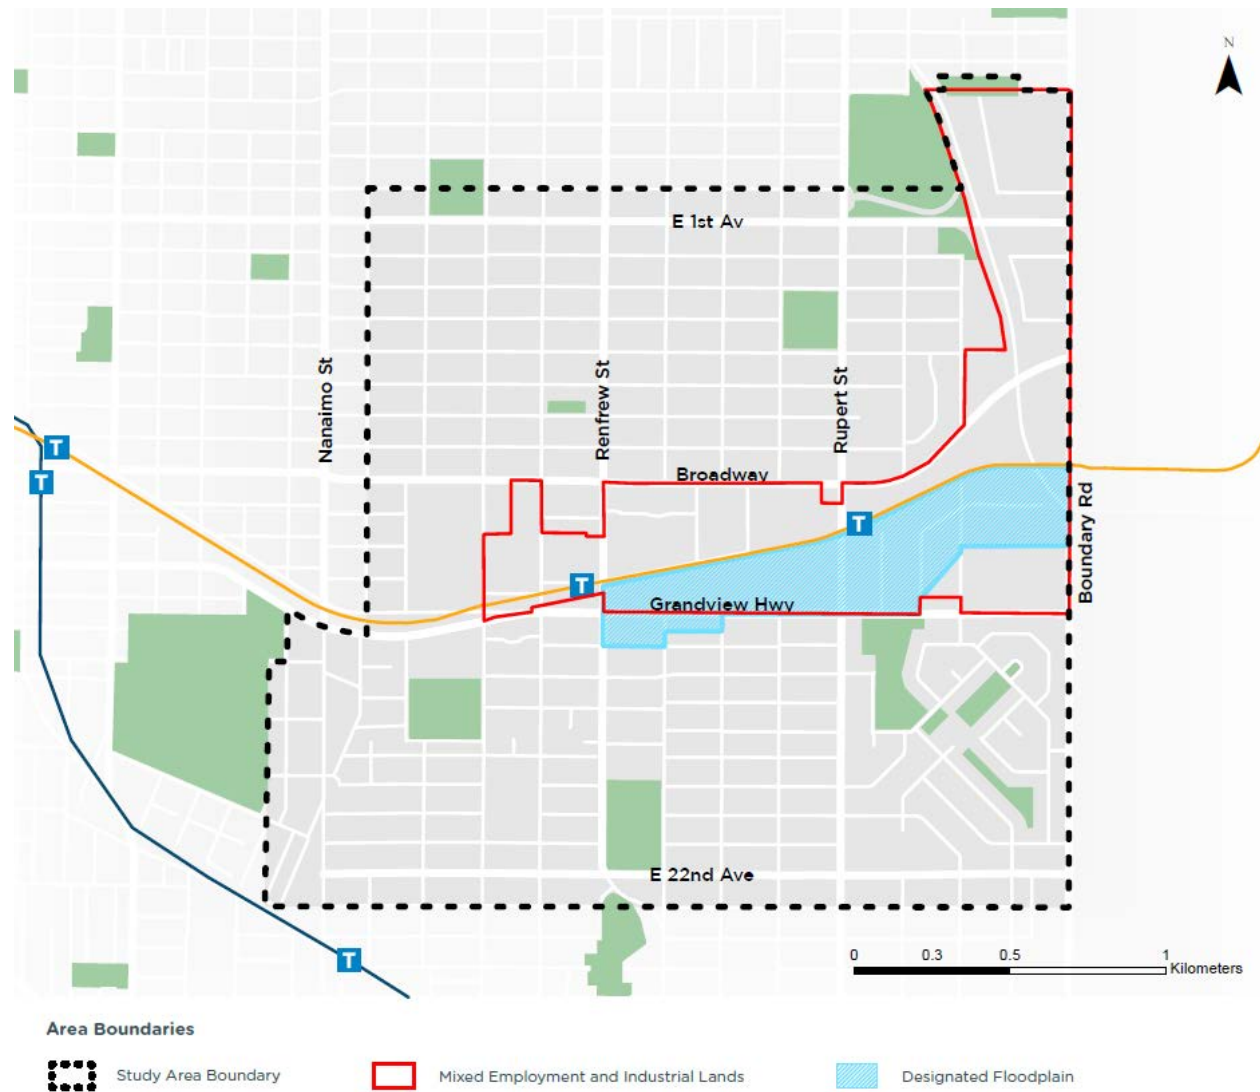 N
E 1st Av
Nanaimo St
Renfrew St
Rupert St
T
T
Broadway
Boundary Rd
T
T
Grandview Hwy
E 22nd Ave
T
0 0.3 0.5 1
Kilometers
Area Boundaries
Study Area Boundary
Mixed Employment and Industrial Lands
Designated Floodplain